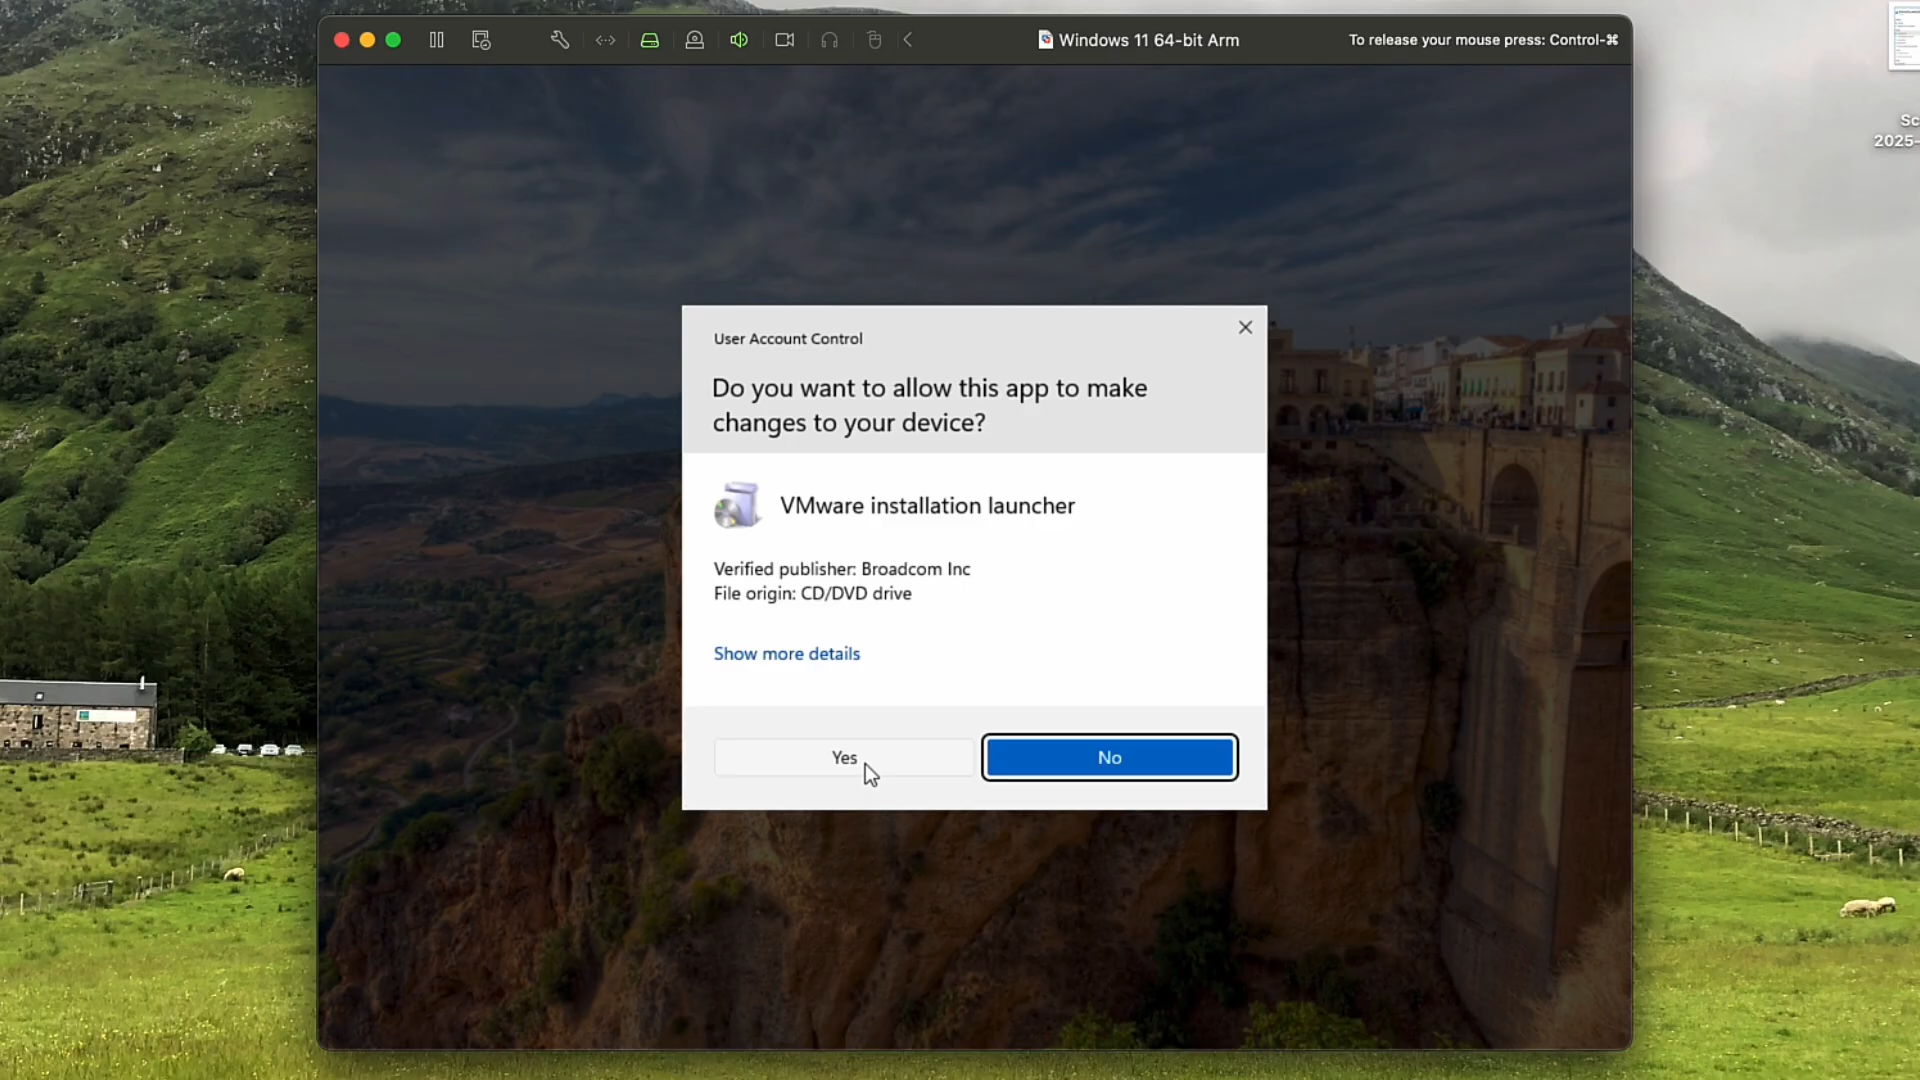 Windows 11 64-bit Arm
To release your mouse press: Control-⌘
Sc
2025-
User Account Control
Do you want to allow this app to make
changes to your device?
VMware installation launcher
Verified publisher: Broadcom Inc
File origin: CD/DVD drive
Show more details
Yes
No